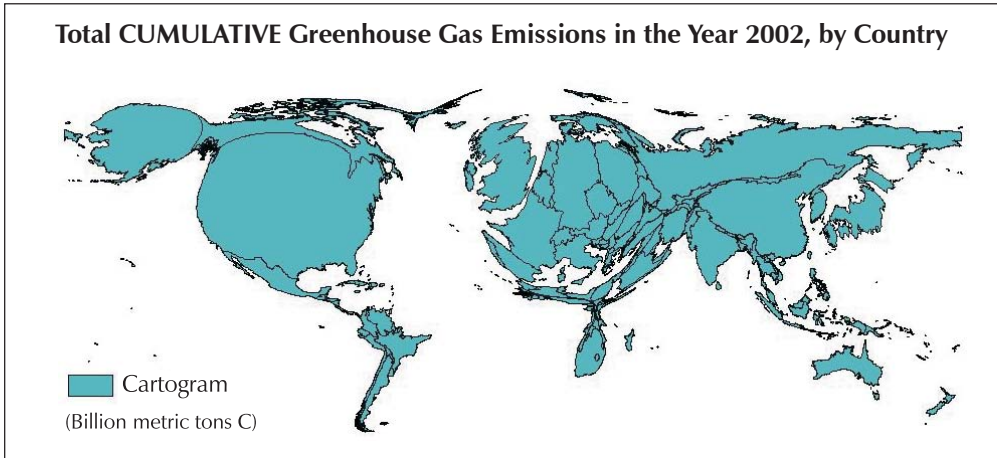 Total CUMULATIVE Greenhouse Gas Emissions in the Year 2002, by Country
Cartogram
(Billion metric tons C)